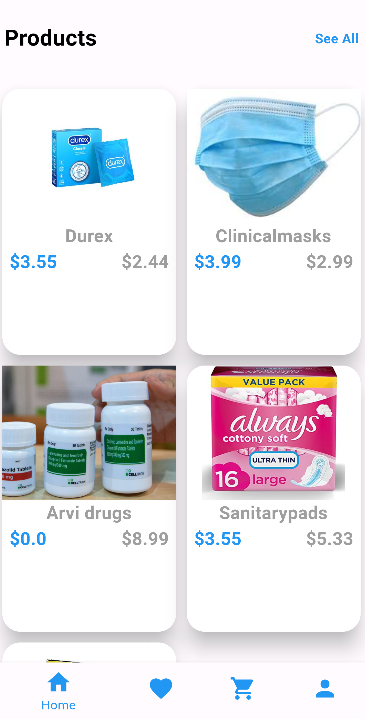 Products
See All
durex
durex
Durex
$3.55 $2.44
Clinicalmasks
$3.99 $2.99
Arvi drugs
$0.0 $8.99
VALUE PACK
always
cottony soft
ULTRA THIN
16 large
Sanitarypads
$3.55 $5.33
Home